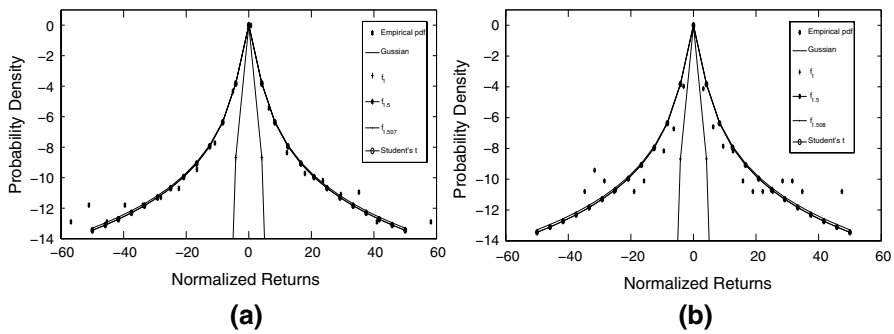 0
−2
−4
−6
−8
−10
−12
−14
Probability Density
−60 −40 −20 0 20 40 60
Normalized Returns
Empirical pdf
Gussian
f1
f1.5
f1.507
Student's t
(a)
0
−2
−4
−6
−8
−10
−12
−14
Probability Density
−60 −40 −20 0 20 40 60
Normalized Returns
Empirical pdf
Gussian
f1
f1.5
f1.508
Student's t
(b)